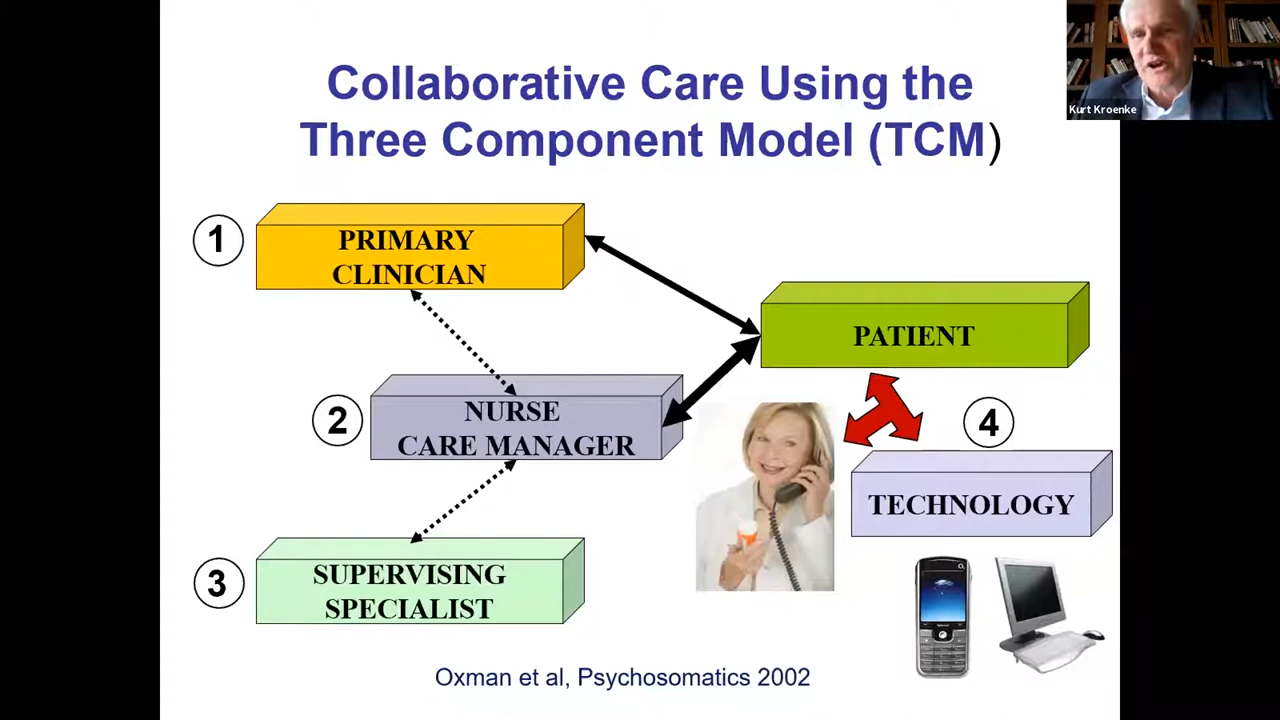 Collaborative Care Using the
Three Component Model (TCM)
Kurt Kroenke
1
PRIMARY
CLINICIAN
PATIENT
2
NURSE
CARE MANAGER
4
TECHNOLOGY
3
SUPERVISING
SPECIALIST
Oxman et al, Psychosomatics 2002